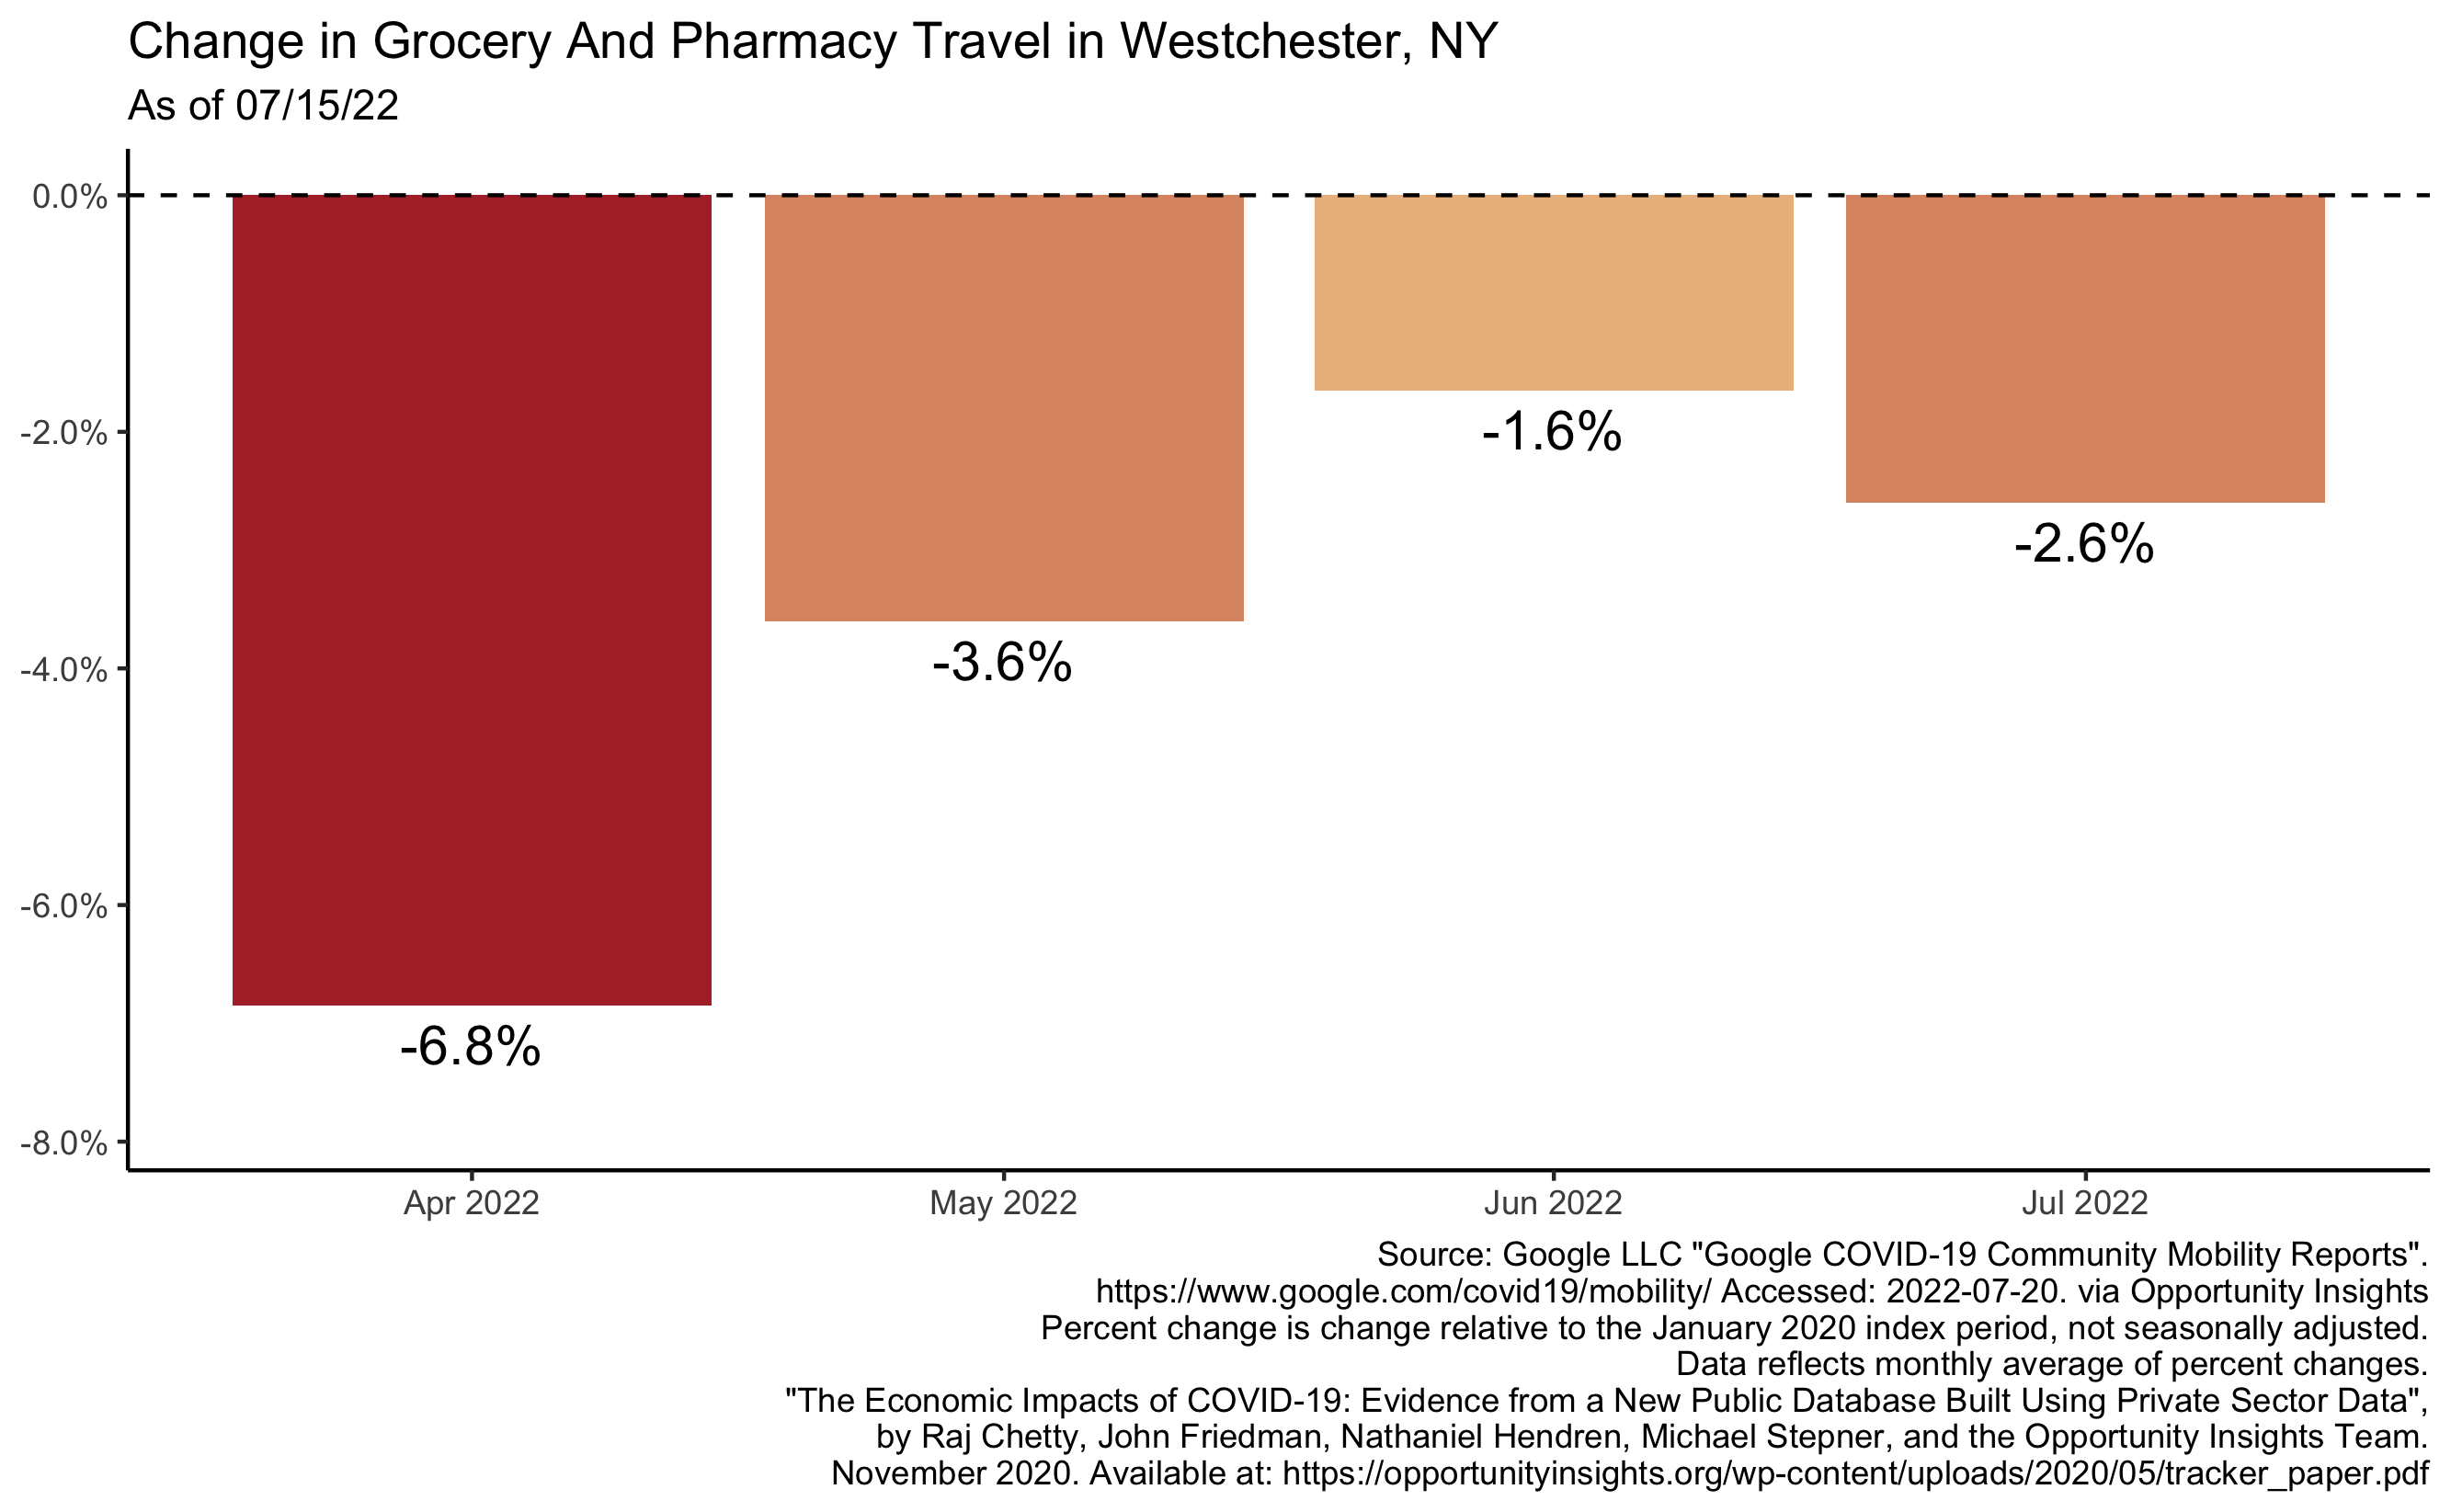 Change in Grocery And Pharmacy Travel in Westchester, NY
As of 07/15/22
0.0%
-2.0%
-4.0%
-6.0%
-8.0%
-6.8%
-3.6%
-1.6%
-2.6%
Apr 2022
May 2022
Jun 2022
Jul 2022
Source: Google LLC "Google COVID-19 Community Mobility Reports".
https://www.google.com/covid19/mobility/ Accessed: 2022-07-20. via Opportunity Insights
Percent change is change relative to the January 2020 index period, not seasonally adjusted.
Data reflects monthly average of percent changes.
"The Economic Impacts of COVID-19: Evidence from a New Public Database Built Using Private Sector Data",
by Raj Chetty, John Friedman, Nathaniel Hendren, Michael Stepner, and the Opportunity Insights Team.
November 2020. Available at: https://opportunityinsights.org/wp-content/uploads/2020/05/tracker_paper.pdf